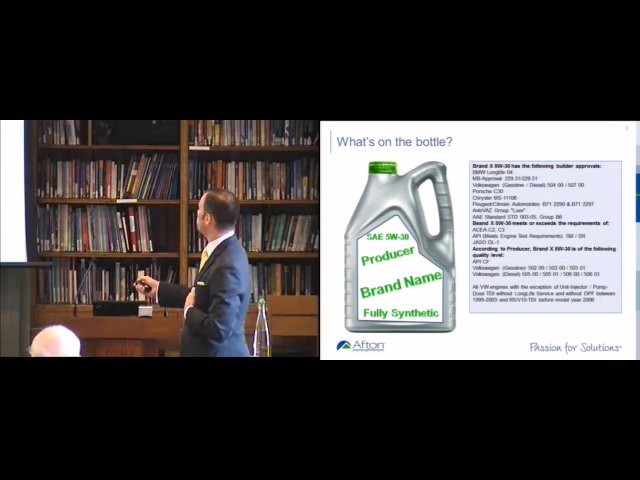 What's on the bottle?
SAE 5W-30
Producer
Brand Name
Fully Synthetic
Brand X 5W-30 has the following builder approvals:
BMW Longlife 04
MB-Approval 229.31/229.51
Volkswagen (Gasoline / Diesel) 504 00 / 507 00
Porsche C30
Chrysler MS-11106
Peugeot/Citroën Automobiles: B71 2290 & B71 2297
AutoVAZ Group "Luxe"
AAE Standard STO 003-05, Group B6
Brand X 5W-30 meets or exceeds the requirements of:
ACEA C2, C3
API (Meets Engine Test Requirements) SM / SN
JASO DL-1
According to Producer, Brand X 5W-30 is of the following
quality level:
API CF
Volkswagen (Gasoline) 502 00 / 503 00 / 503 01
Volkswagen (Diesel) 505 00 / 505 01 / 506 00 / 506 01
All VW engines with the exception of Unit-Injector / Pump-
Dose TDI without LongLife Service and without DPF between
1999-2003 and R5/V10-TDI before model year 2006
Afton
Passion for Solutions